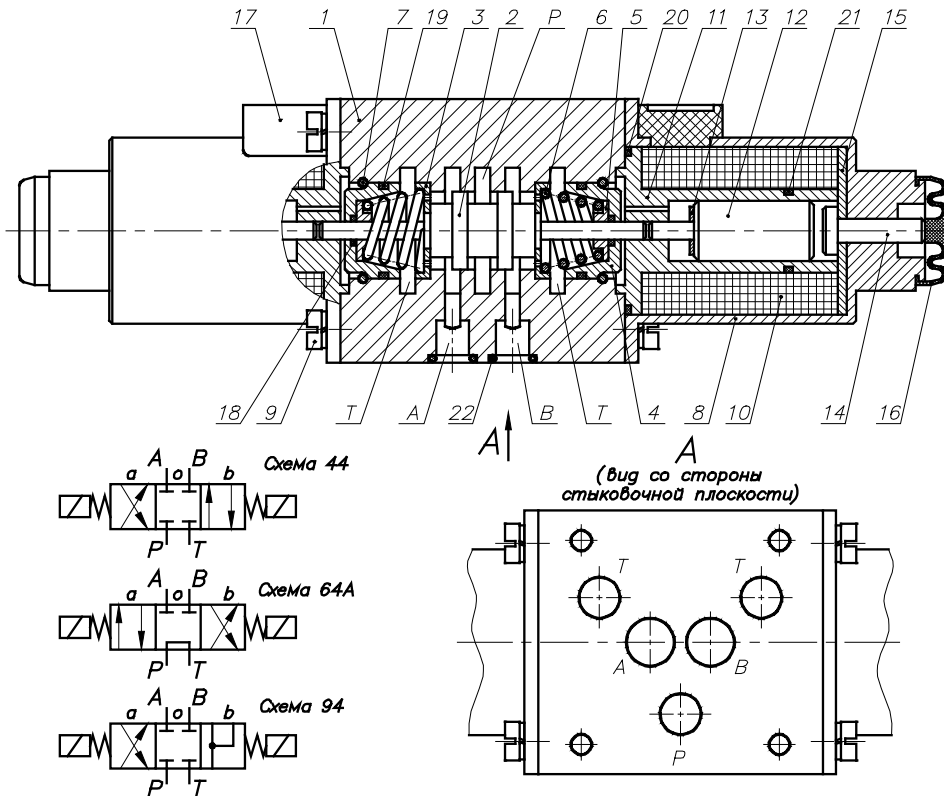 17 1 7 19 3 2 P 6 5 20 11 13 12 21 15
18 9 T A 22 B T 4 8 10 14 16
A
A
(вид со стороны
стыковочной плоскости)
A B
a o b
Схема 44
P T
A B
a o b
Схема 64А
P T
A B
a o b
Схема 94
P T
T T
A B
P